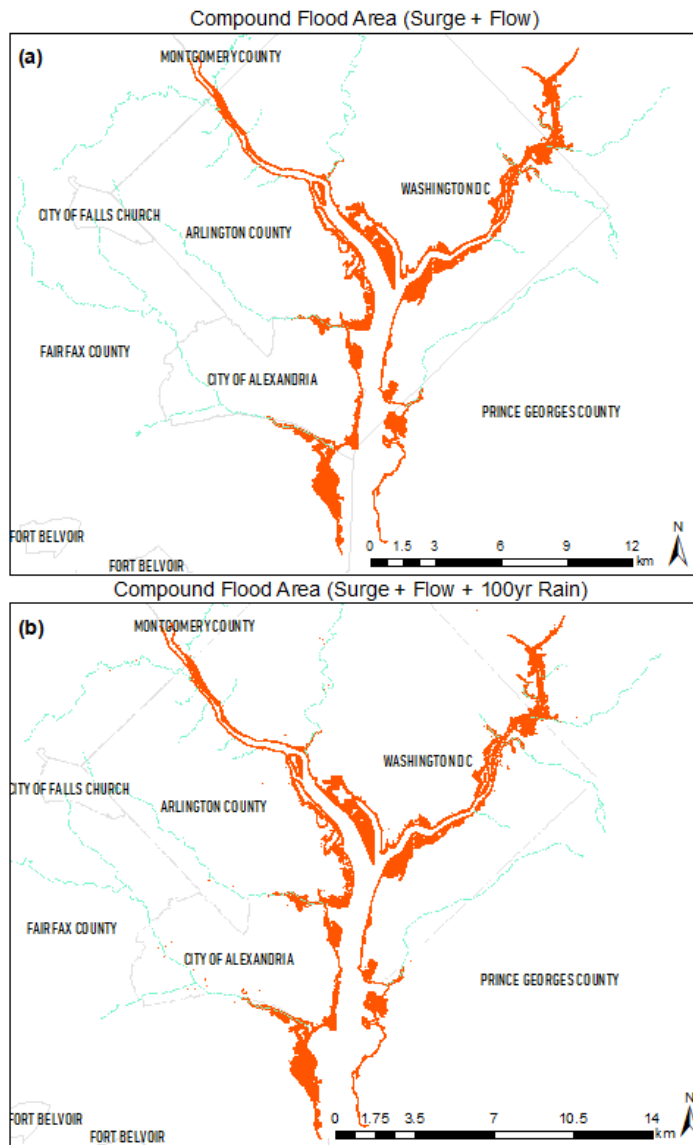 Compound Flood Area (Surge + Flow)
(a)
MONTGOMERY COUNTY
WASHINGTON DC
CITY OF FALLS CHURCH
ARLINGTON COUNTY
FAIRFAX COUNTY
CITY OF ALEXANDRIA
PRINCE GEORGES COUNTY
FORT BELVOIR
FORT BELVOIR
N
0 1.5 3 6 9 12
km
Compound Flood Area (Surge + Flow + 100yr Rain)
(b)
MONTGOMERY COUNTY
WASHINGTON DC
CITY OF FALLS CHURCH
ARLINGTON COUNTY
FAIRFAX COUNTY
CITY OF ALEXANDRIA
PRINCE GEORGES COUNTY
FORT BELVOIR
FORT BELVOIR
N
0 1.75 3.5 7 10.5 14
km